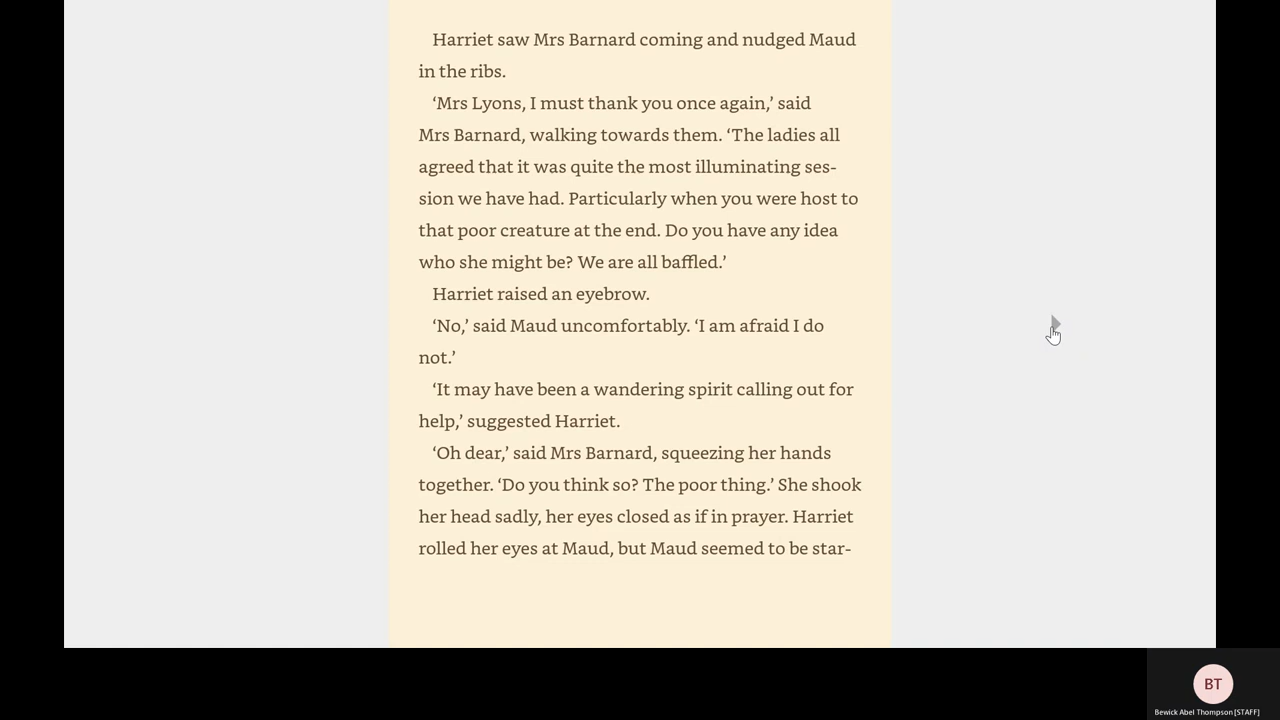 Harriet saw Mrs Barnard coming and nudged Maud
in the ribs.
‘Mrs Lyons, I must thank you once again,’ said
Mrs Barnard, walking towards them. ‘The ladies all
agreed that it was quite the most illuminating ses-
sion we have had. Particularly when you were host to
that poor creature at the end. Do you have any idea
who she might be? We are all baffled.’
Harriet raised an eyebrow.
‘No,’ said Maud uncomfortably. ‘I am afraid I do
not.’
‘It may have been a wandering spirit calling out for
help,’ suggested Harriet.
‘Oh dear,’ said Mrs Barnard, squeezing her hands
together. ‘Do you think so? The poor thing.’ She shook
her head sadly, her eyes closed as if in prayer. Harriet
rolled her eyes at Maud, but Maud seemed to be star-
BT
Bewick Abel Thompson [STAFF]